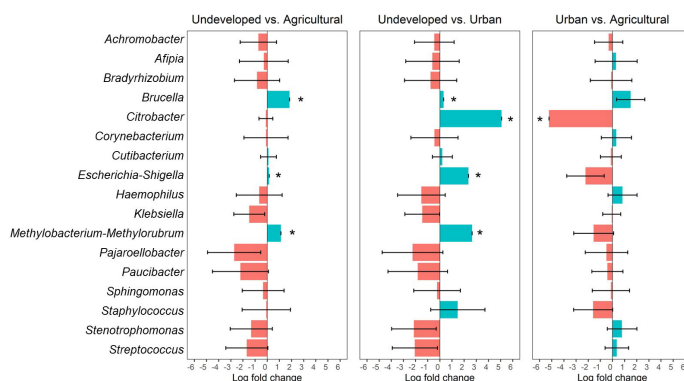 Undeveloped vs. Agricultural Undeveloped vs. Urban Urban vs. Agricultural
Achromobacter
Afipia
Bradyrhizobium
Brucella * *
Citrobacter * *
Corynebacterium
Cutibacterium
Escherichia-Shigella * *
Haemophilus
Klebsiella
Methylobacterium-Methylorubrum * *
Pajaroellobacter
Paucibacter
Sphingomonas
Staphylococcus
Stenotrophomonas
Streptococcus
-6 -5 -4 -3 -2 -1 0 1 2 3 4 5 6 -6 -5 -4 -3 -2 -1 0 1 2 3 4 5 6 -6 -5 -4 -3 -2 -1 0 1 2 3 4 5 6
Log fold change Log fold change Log fold change